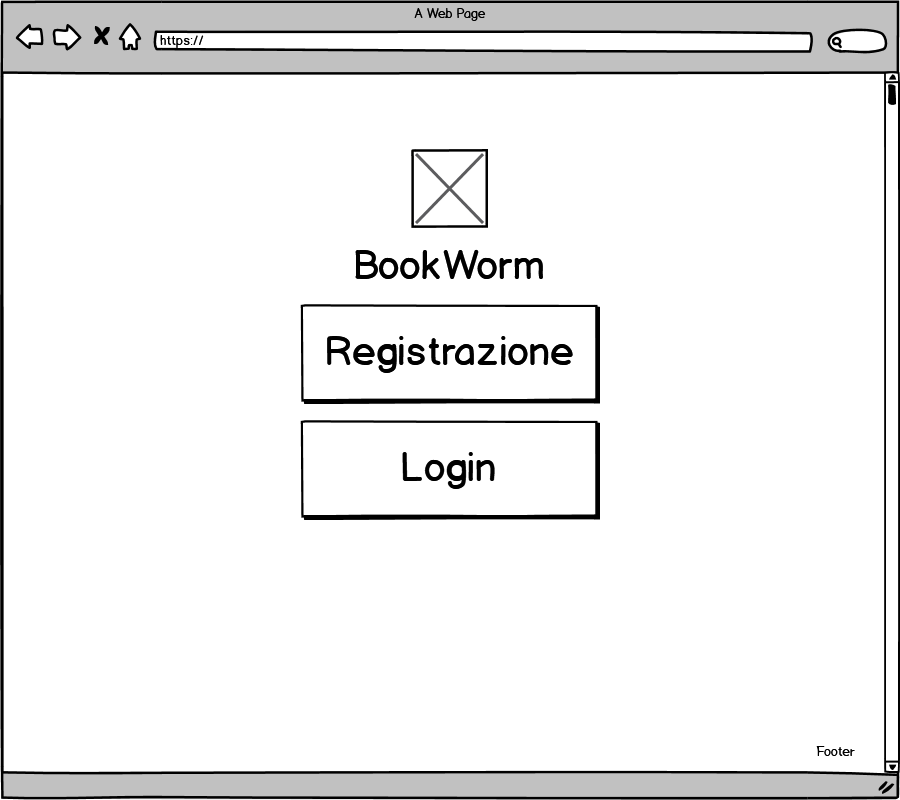 A Web Page
https://
BookWorm
Registrazione
Login
Footer